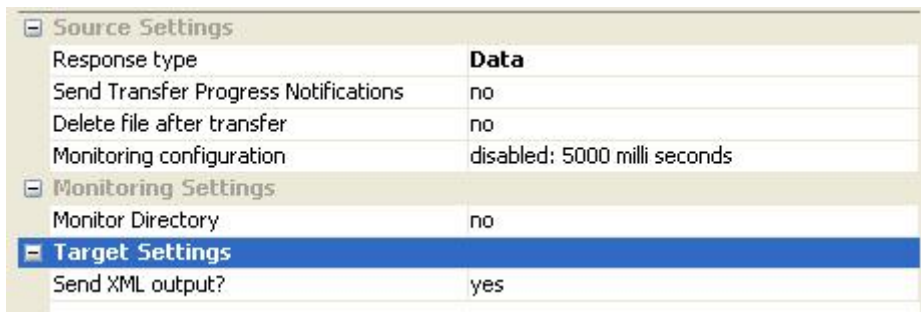 Source Settings
Response type Data
Send Transfer Progress Notifications no
Delete file after transfer no
Monitoring configuration disabled: 5000 milli seconds
Monitoring Settings
Monitor Directory no
Target Settings
Send XML output? yes